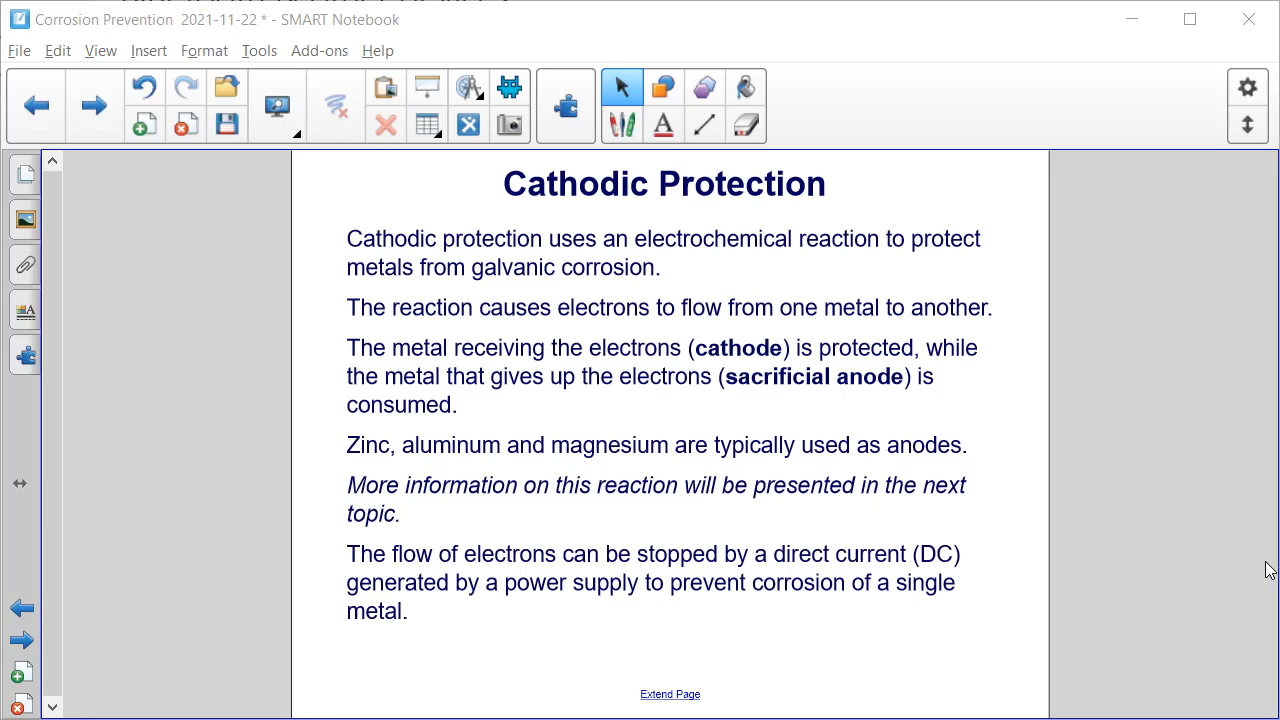 Corrosion Prevention 2021-11-22 * - SMART Notebook
File Edit View Insert Format Tools Add-ons Help
Cathodic Protection
Cathodic protection uses an electrochemical reaction to protect
metals from galvanic corrosion.
The reaction causes electrons to flow from one metal to another.
The metal receiving the electrons (cathode) is protected, while
the metal that gives up the electrons (sacrificial anode) is
consumed.
Zinc, aluminum and magnesium are typically used as anodes.
More information on this reaction will be presented in the next
topic.
The flow of electrons can be stopped by a direct current (DC)
generated by a power supply to prevent corrosion of a single
metal.
Extend Page